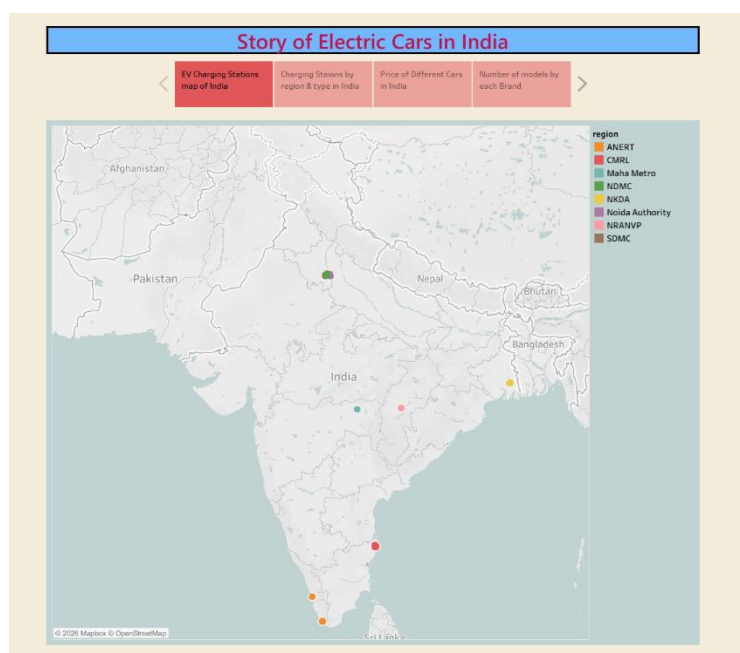 Story of Electric Cars in India
EV Charging Stations
map of India
Charging Staions by
region & type in India
Price of Different Cars
in India
Number of models by
each Brand
region
ANERT
CMRL
Maha Metro
NDMC
NKDA
Noida Authority
NRANVP
SDMC
Afghanistan
Pakistan
Nepal
Bhutan
Bangladesh
India
Sri Lanka
© 2026 Mapbox © OpenStreetMap